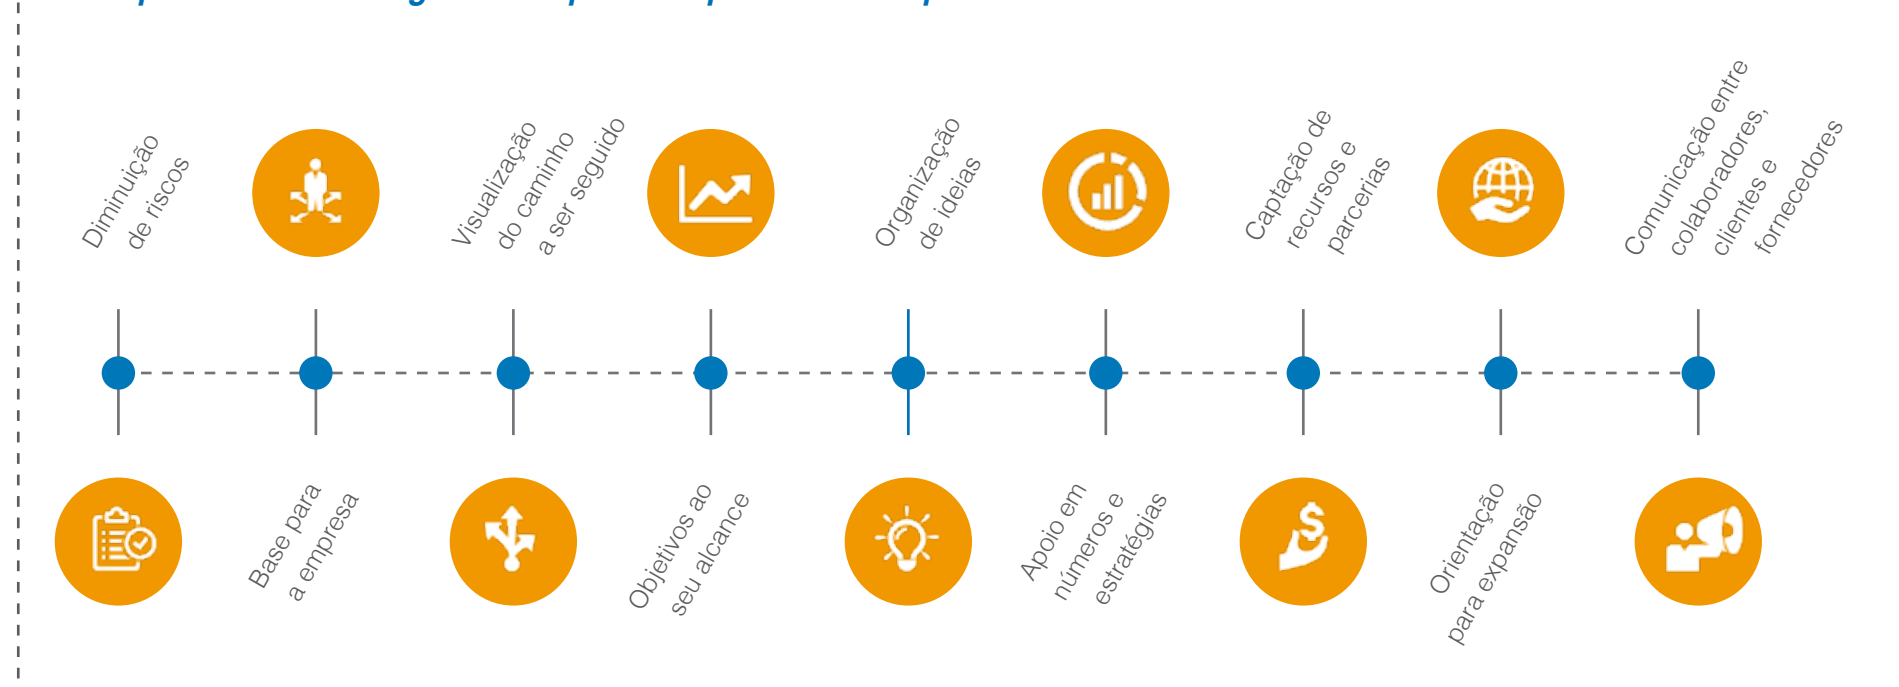 Diminuição
de riscos
Base para
a empresa
Visualização
do caminho
a ser seguido
Objetivos ao
seu alcance
Organização
de ideias
Apoio em
números e
estratégias
Captação de
recursos e
parcerias
Orientação
para expansão
Comunicação entre
colaboradores,
clientes e
fornecedores